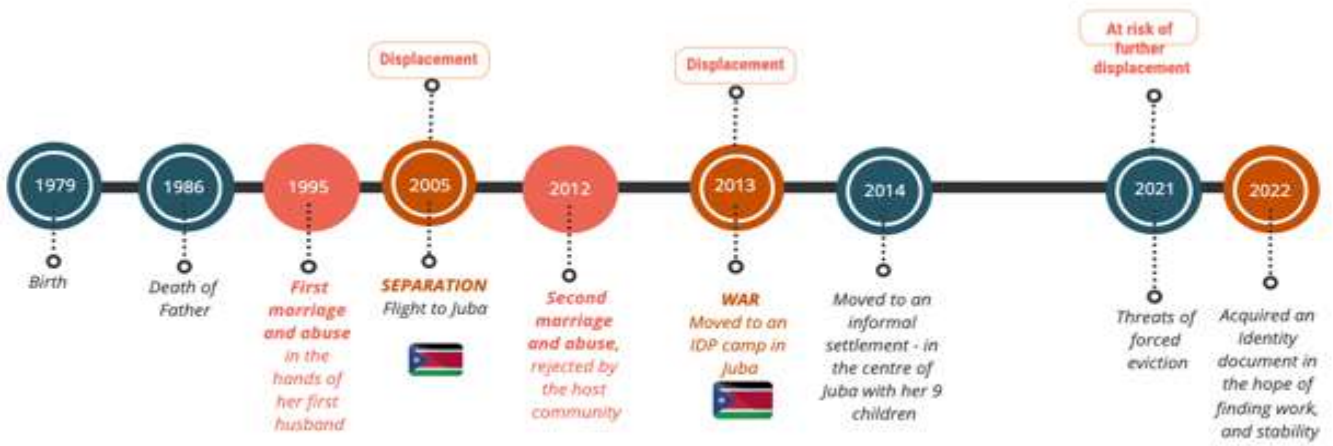 Displacement
Displacement
At risk of
further
displacement
1979
1986
1995
2005
2012
2013
2014
2021
2022
Birth
Death of
Father
First
marriage
and abuse
in the
hands of
her first
husband
SEPARATION
Flight to Juba
Second
marriage
and abuse,
rejected by
the host
community
WAR
Moved to an
IDP camp in
Juba
Moved to an
informal
settlement - in
the centre of
Juba with her 9
children
Threats of
forced
eviction
Acquired an
Identity
document in
the hope of
finding work,
and stability